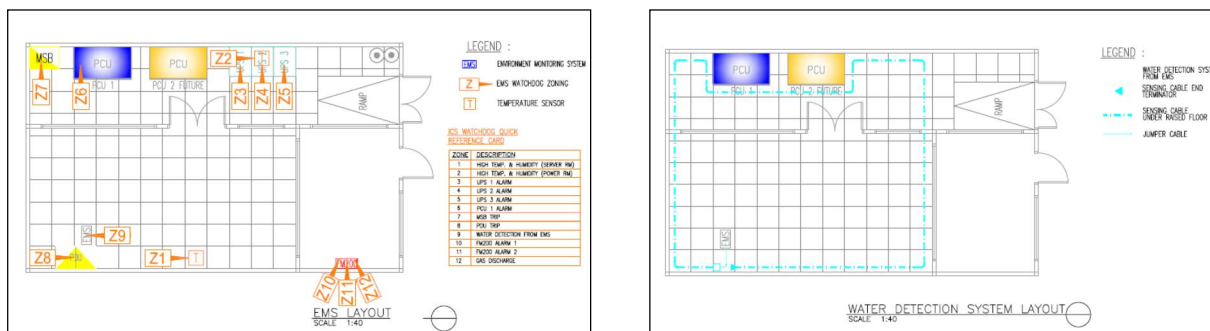 MSB
PCU
PCU
PCU 1
PCU 2 FUTURE
Z7
Z6
Z2
Z3
Z4
Z5
UPS 3
RAMP
EMS
Z9
Z8
PDU
Z1
T
FM200
Z10
Z11
Z12
EMS LAYOUT
SCALE 1:40
LEGEND :
EMS ENVIRONMENT MONITORING SYSTEM
Z EMS WATCHDOG ZONING
T TEMPERATURE SENSOR
ICS WATCHDOG QUICK
REFERENCE CARD
ZONE DESCRIPTION
1 HIGH TEMP. & HUMIDITY (SERVER RM)
2 HIGH TEMP. & HUMIDITY (POWER RM)
3 UPS 1 ALARM
4 UPS 2 ALARM
5 UPS 3 ALARM
6 PCU 1 ALARM
7 MSB TRIP
8 PDU TRIP
9 WATER DETECTION FROM EMS
10 FM200 ALARM 1
11 FM200 ALARM 2
12 GAS DISCHARGE
PCU
PCU
PCU 1
PCU 2 FUTURE
RAMP
EMS
WATER DETECTION SYSTEM LAYOUT
SCALE 1:40
LEGEND :
WATER DETECTION SYST
FROM EMS
SENSING CABLE END
TERMINATOR
SENSING CABLE
UNDER RAISED FLOOR
JUMPER CABLE